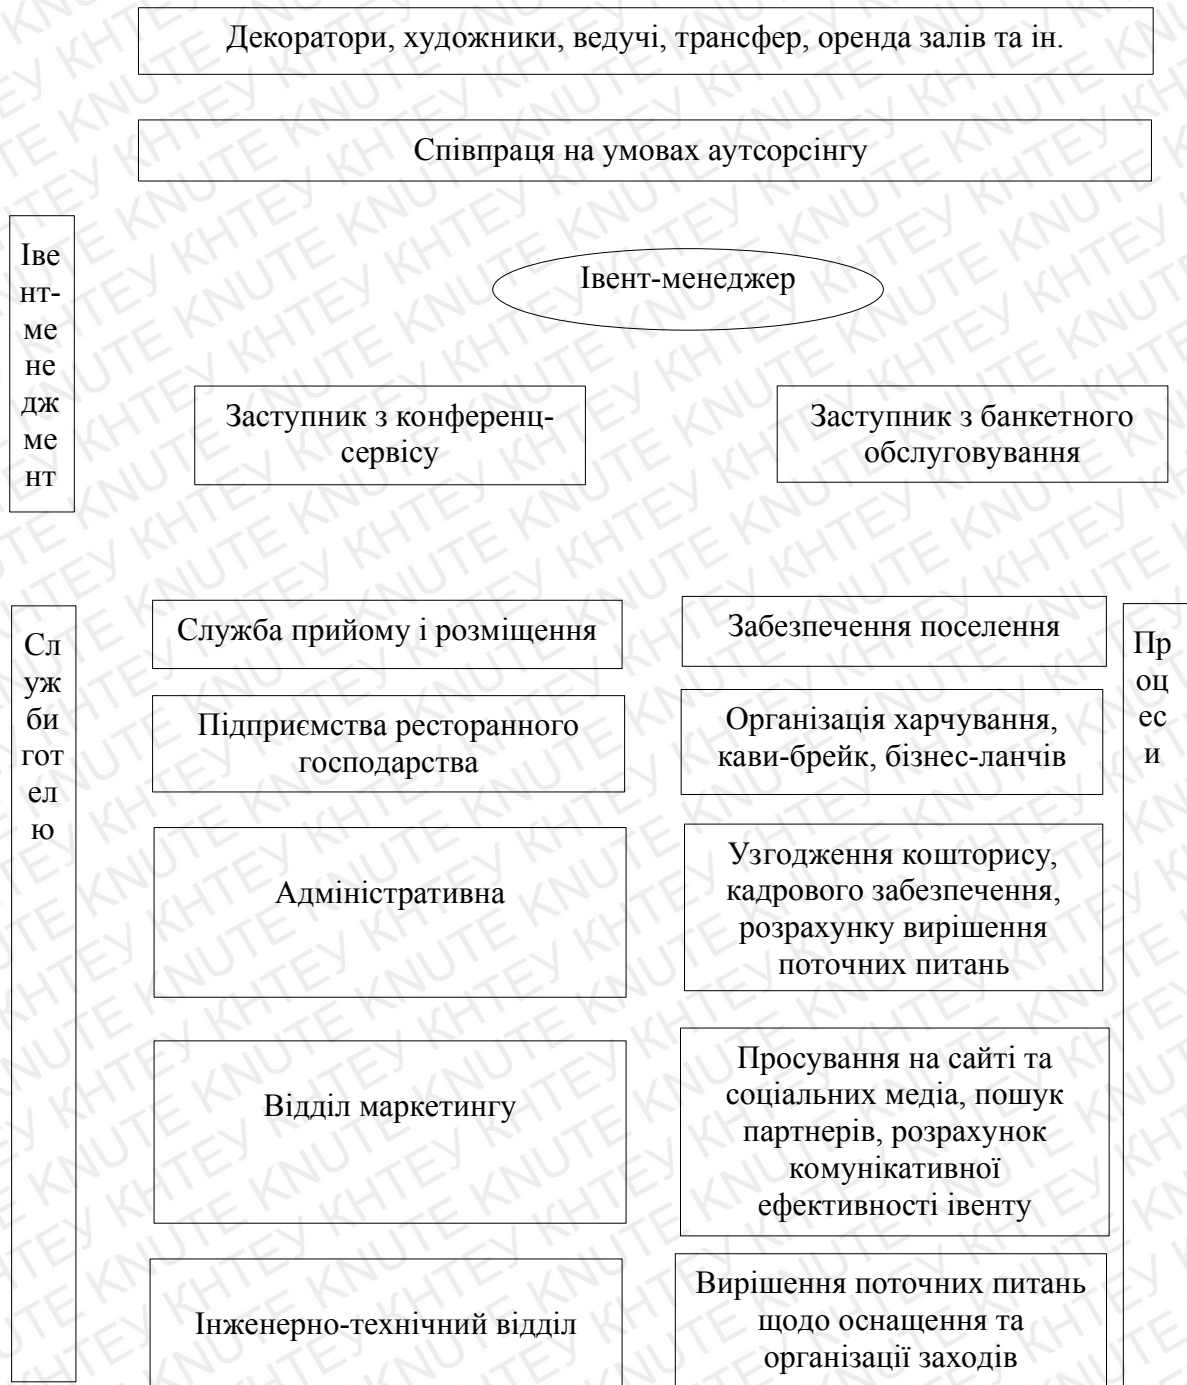 Декоратори, художники, ведучі, трансфер, оренда залів та ін.
Співпраця на умовах аутсорсінгу
Іве
нт-
ме
не
дж
ме
нт
Івент-менеджер
Заступник з конференц-
сервісу
Заступник з банкетного
обслуговування
Сл
уж
би
гот
ел
ю
Служба прийому і розміщення
Забезпечення поселення
Пр
оц
ес
и
Підприємства ресторанного
господарства
Організація харчування,
кави-брейк, бізнес-ланчів
Адміністративна
Узгодження кошторису,
кадрового забезпечення,
розрахунку вирішення
поточних питань
Відділ маркетингу
Просування на сайті та
соціальних медіа, пошук
партнерів, розрахунок
комунікативної
ефективності івенту
Інженерно-технічний відділ
Вирішення поточних питань
щодо оснащення та
організації заходів